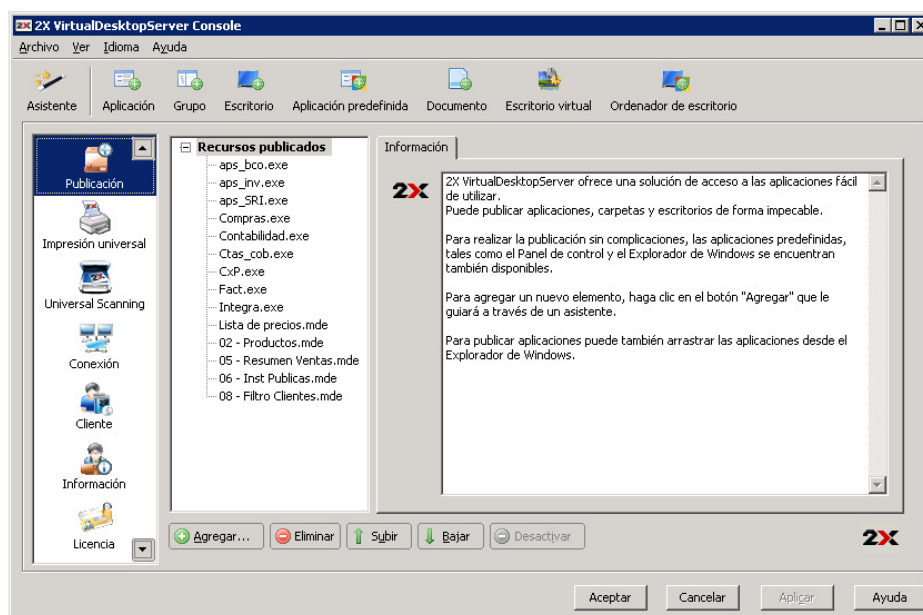 2X 2X VirtualDesktopServer Console
Archivo Ver Idioma Ayuda
Asistente Aplicación Grupo Escritorio Aplicación predefinida Documento Escritorio virtual Ordenador de escritorio
Publicación
Impresión universal
Universal Scanning
Conexión
Cliente
Información
Licencia
Recursos publicados
aps_bco.exe
aps_inv.exe
aps_SRI.exe
Compras.exe
Contabilidad.exe
Ctas_cob.exe
CxP.exe
Fact.exe
Integra.exe
Lista de precios.mde
02 - Productos.mde
05 - Resumen Ventas.mde
06 - Inst Publicas.mde
08 - Filtro Clientes.mde
Información
2X
2X VirtualDesktopServer ofrece una solución de acceso a las aplicaciones fácil
de utilizar.
Puede publicar aplicaciones, carpetas y escritorios de forma impecable.
Para realizar la publicación sin complicaciones, las aplicaciones predefinidas,
tales como el Panel de control y el Explorador de Windows se encuentran
también disponibles.
Para agregar un nuevo elemento, haga clic en el botón "Agregar" que le
guiará a través de un asistente.
Para publicar aplicaciones puede también arrastrar las aplicaciones desde el
Explorador de Windows.
Agregar... Eliminar Subir Bajar Desactivar
2X
Aceptar Cancelar Aplicar Ayuda